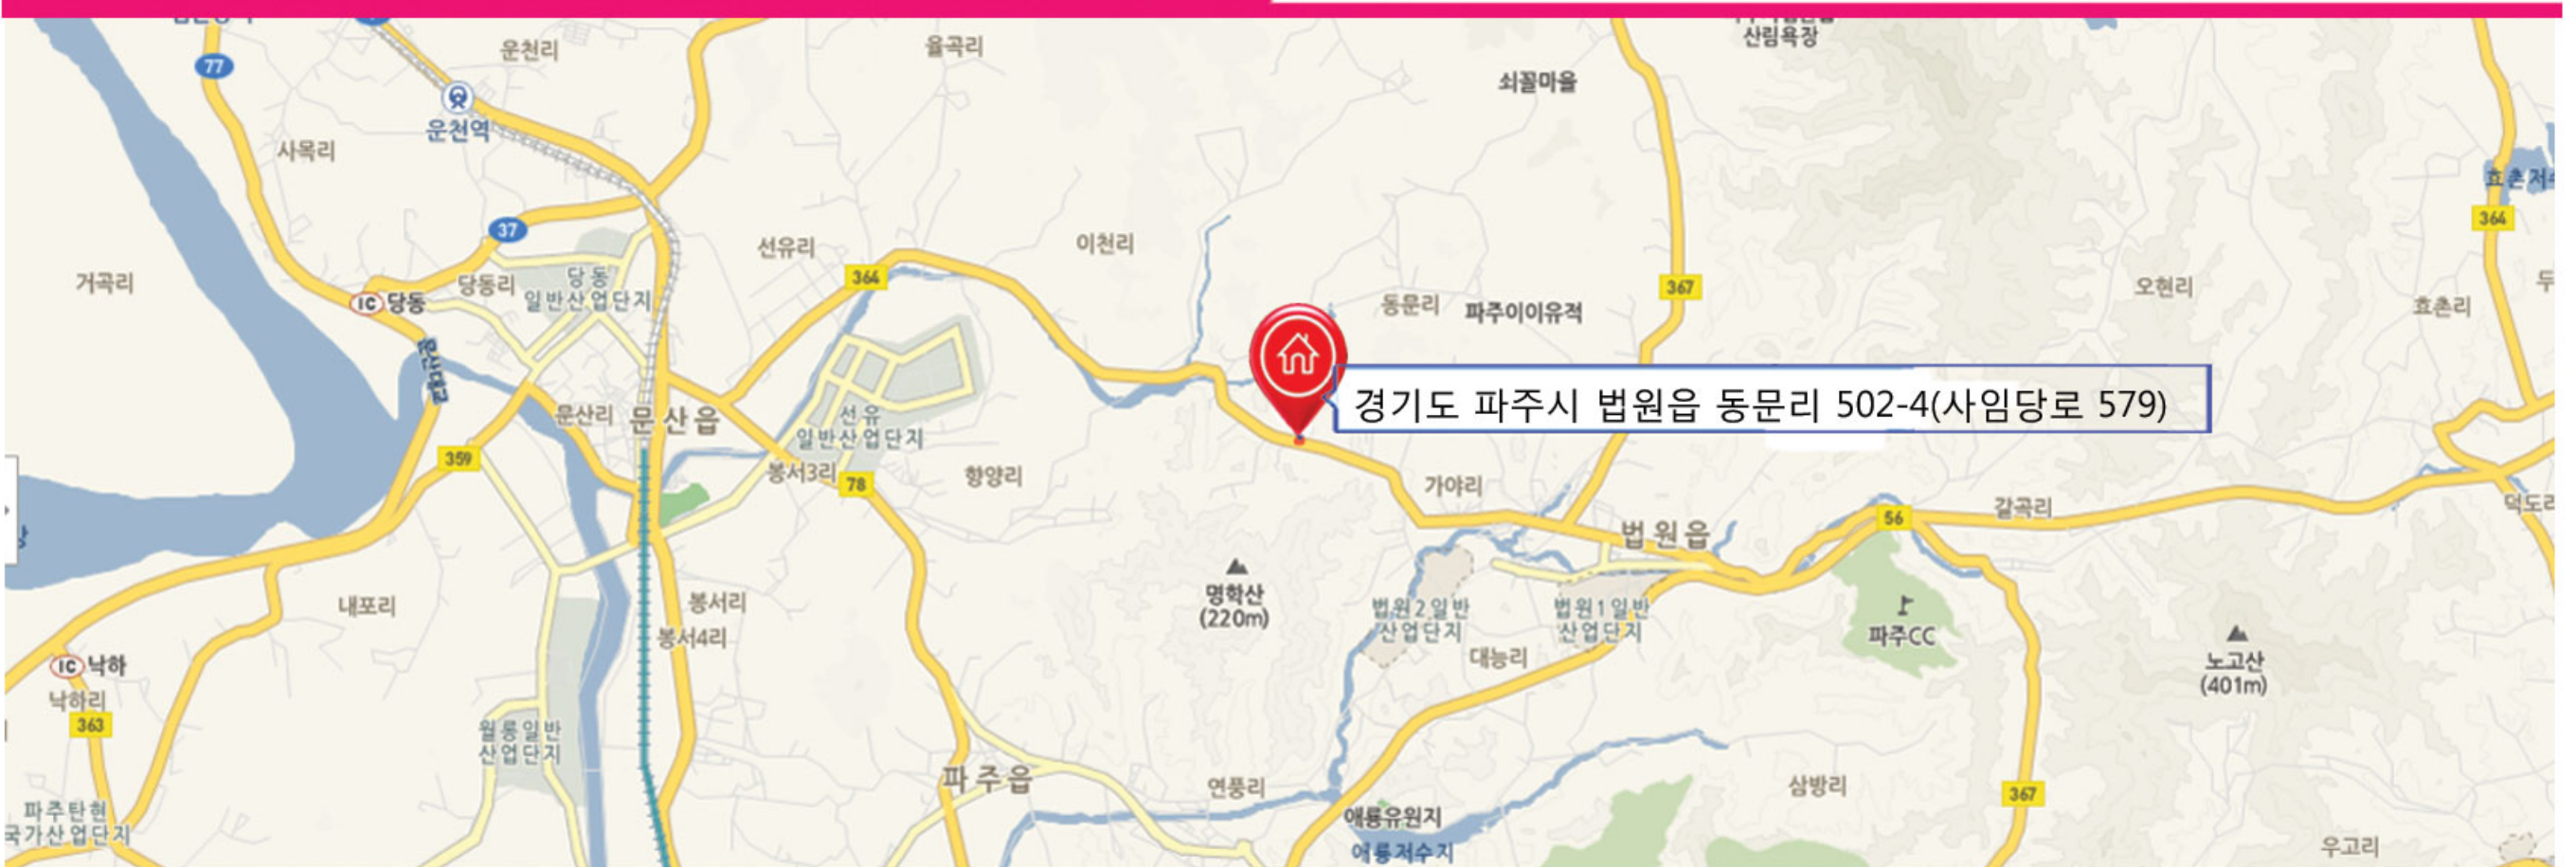 산림욕장
운천리
율곡리
77
쇠꼴마을
운천역
사목리
효촌저
364
37
선유리
이천리
거곡리
당동리
당동
일반산업단지
364
367
오현리
두
IC 당동
동문리
파주이이유적
효촌리
문산대교
경기도 파주시 법원읍 동문리 502-4(사임당로 579)
문산리
문산읍
선유
일반산업단지
359
봉서3리
78
향양리
가야리
56
갈곡리
덕도리
법원읍
명학산
(220m)
내포리
봉서리
법원2일반
산업단지
법원1일반
산업단지
봉서4리
파주CC
대능리
IC 낙하
노고산
(401m)
낙하리
363
월롱일반
산업단지
파주읍
연풍리
삼방리
367
파주탄현
국가산업단지
애룡유원지
애룡저수지
우고리